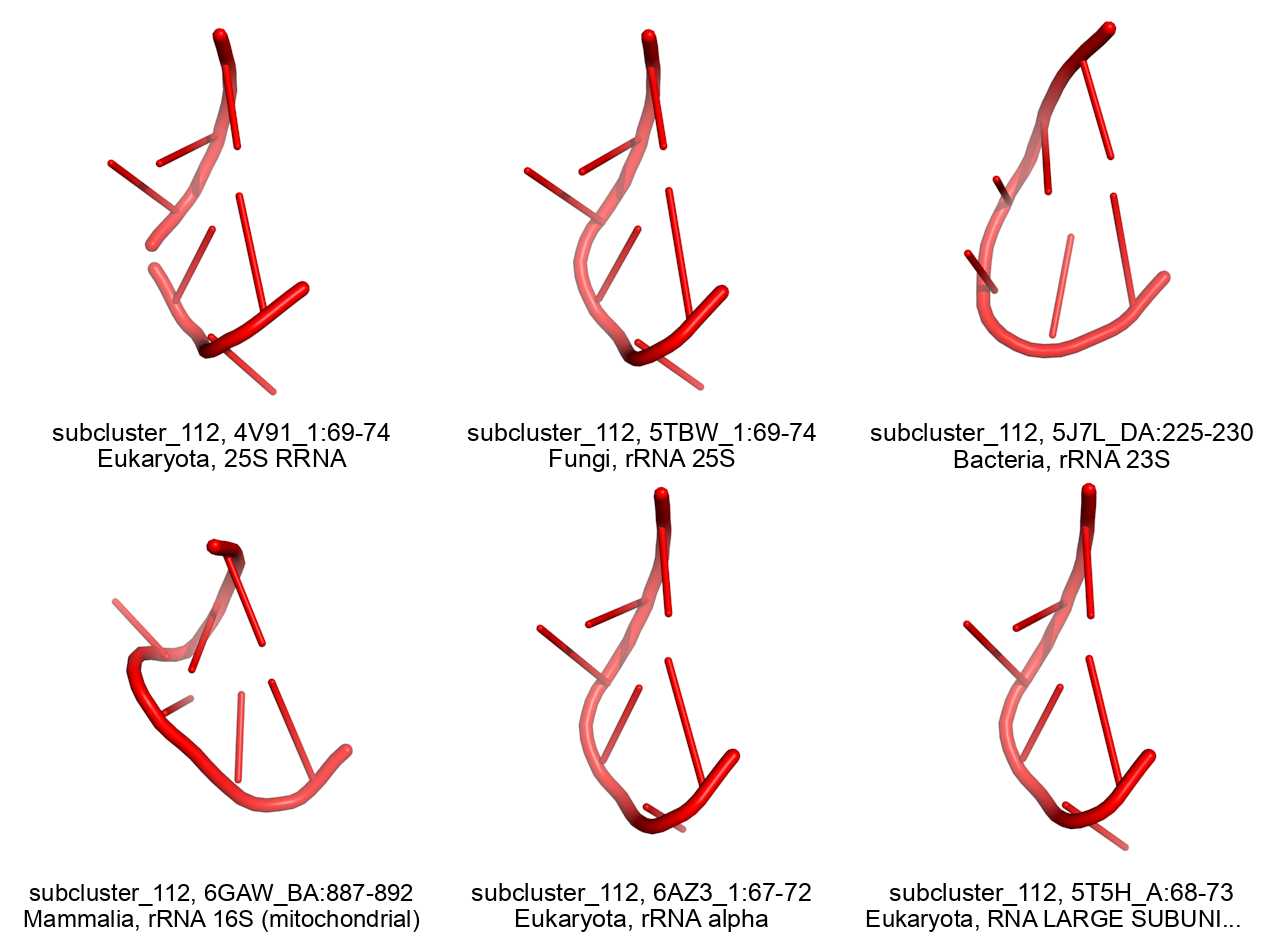 subcluster_112, 4V91_1:69-74
Eukaryota, 25S RRNA
subcluster_112, 5TBW_1:69-74
Fungi, rRNA 25S
subcluster_112, 5J7L_DA:225-230
Bacteria, rRNA 23S
subcluster_112, 6GAW_BA:887-892
Mammalia, rRNA 16S (mitochondrial)
subcluster_112, 6AZ3_1:67-72
Eukaryota, rRNA alpha
subcluster_112, 5T5H_A:68-73
Eukaryota, RNA LARGE SUBUNI...